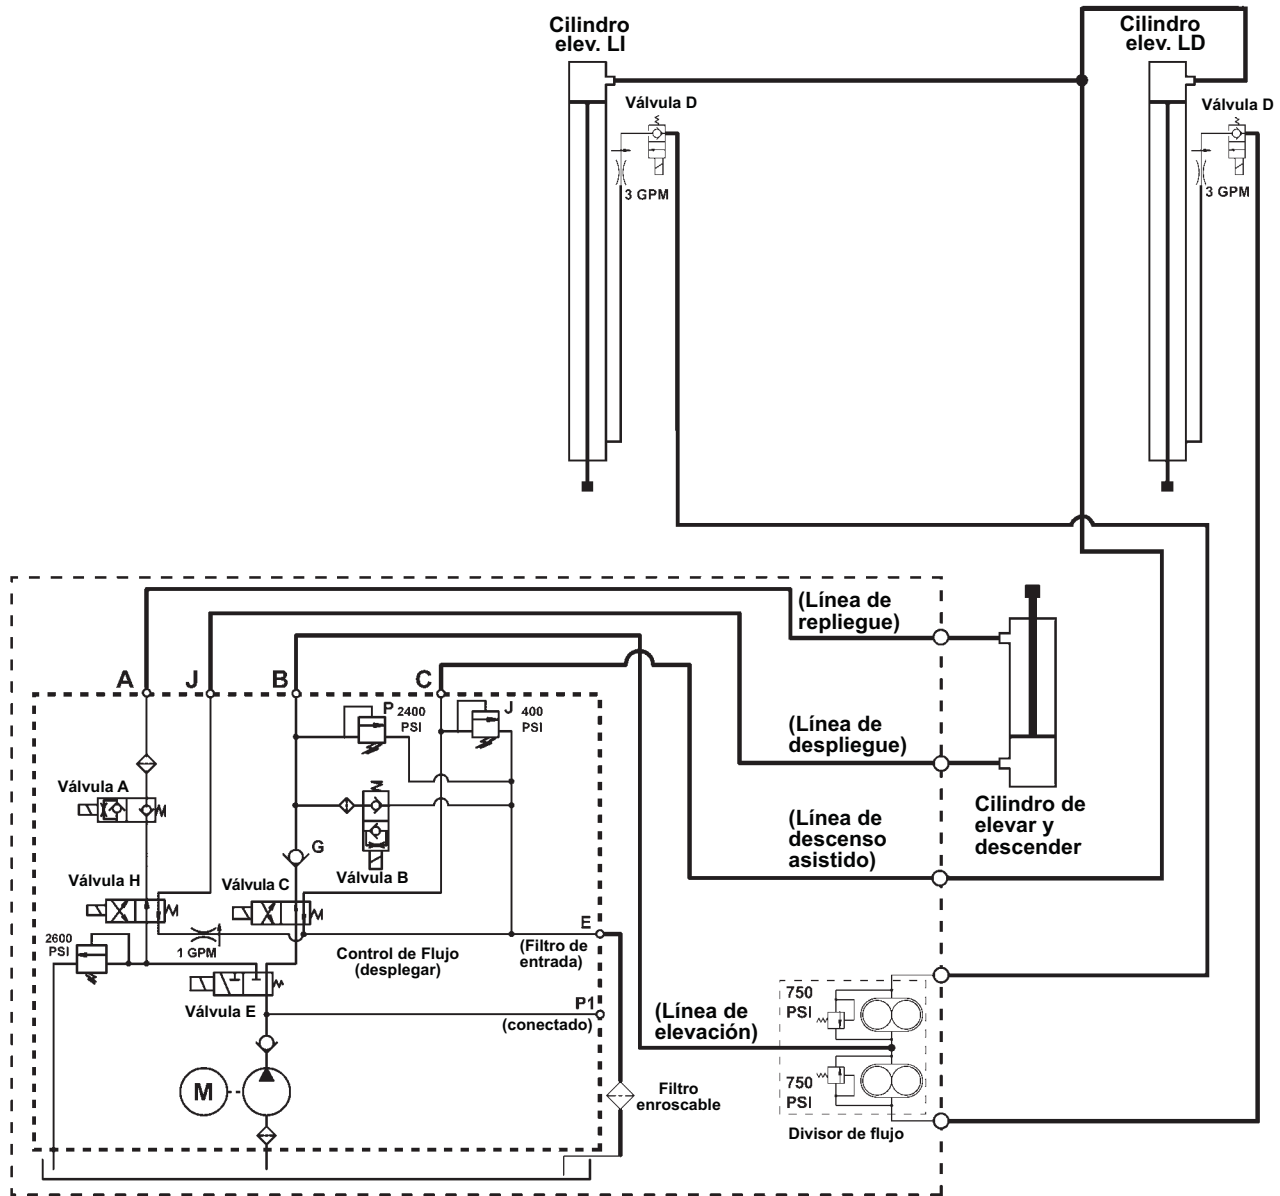 Cilindro
elev. LI
Cilindro
elev. LD
Válvula D
Válvula D
3 GPM
3 GPM
(Línea de
repliegue)
A
J
B
C
P 2400
PSI
J 400
PSI
(Línea de
despliegue)
Válvula A
Cilindro de
elevar y
descender
(Línea de
descenso
asistido)
G
Válvula H
Válvula C
Válvula B
E
2600
PSI
1 GPM
Control de Flujo
(desplegar)
(Filtro de
entrada)
Válvula E
P1
(conectado)
(Línea de
elevación)
750
PSI
M
Filtro
enroscable
750
PSI
Divisor de flujo